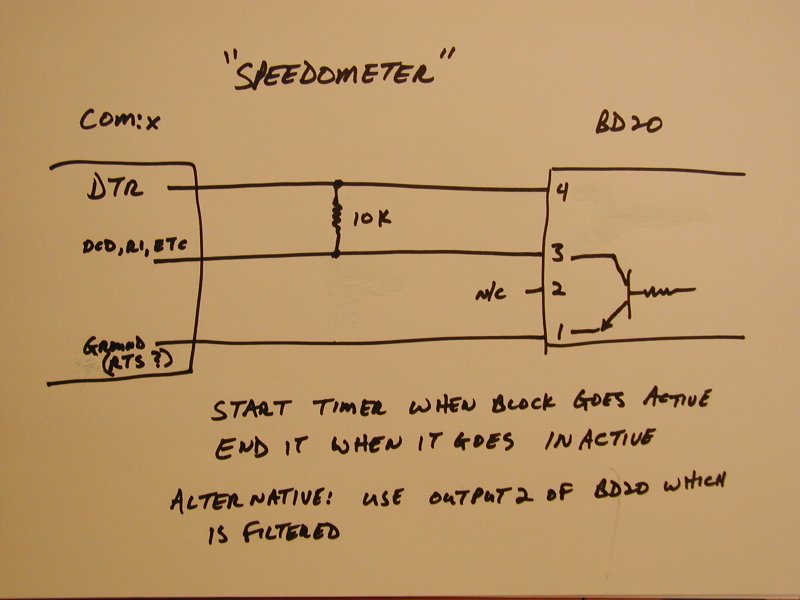 "SPEEDOMETER"
COM:X
BD20
DTR
4
10K
DCD, RI, ETC
3
N/C
2
GROUND
1
(RTS?)
START TIMER WHEN BLOCK GOES ACTIVE
END IT WHEN IT GOES INACTIVE
ALTERNATIVE: USE OUTPUT 2 OF BD20 WHICH
IS FILTERED